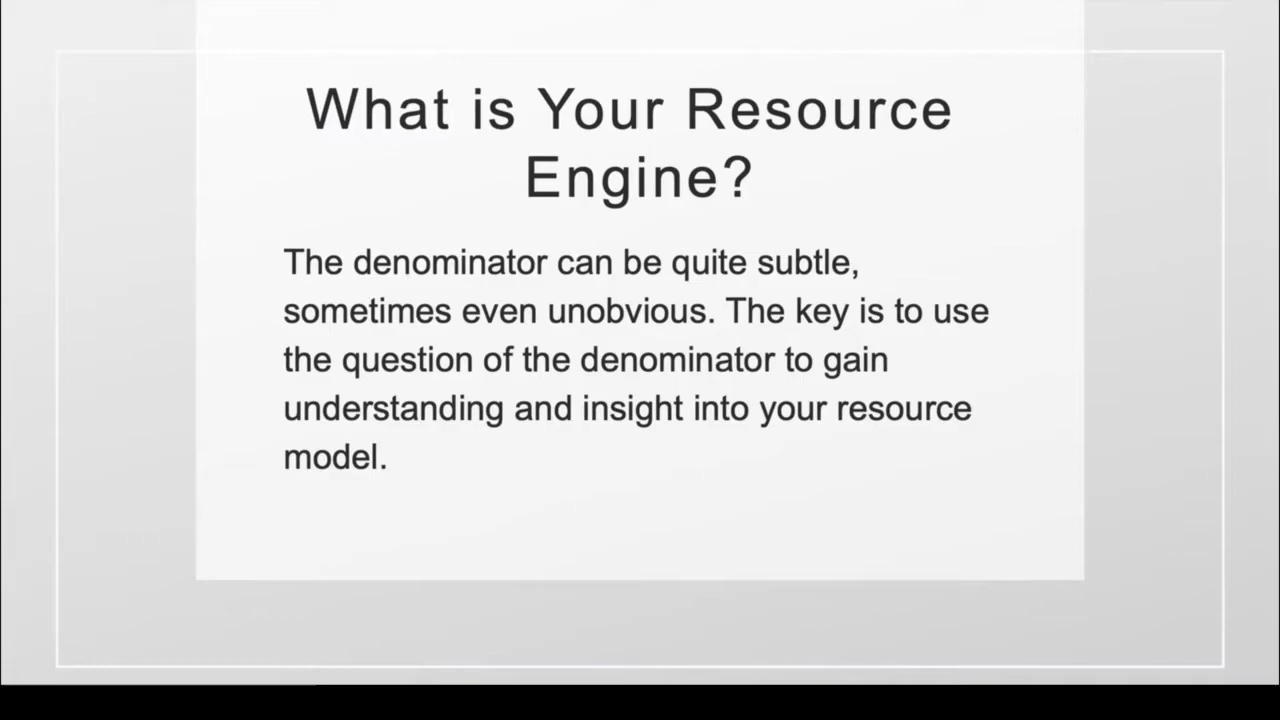 What is Your Resource
Engine?
The denominator can be quite subtle,
sometimes even unobvious. The key is to use
the question of the denominator to gain
understanding and insight into your resource
model.